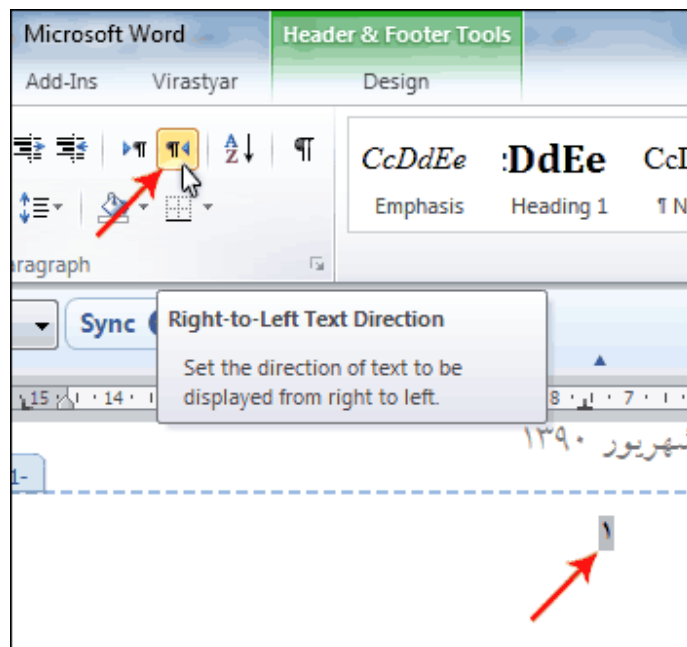 Microsoft Word
Header & Footer Tools
Add-Ins
Virastyar
Design
CcDdEe
:DdEe
Emphasis
Heading 1
¶ N
aragraph
Sync
Right-to-Left Text Direction
Set the direction of text to be
displayed from right to left.
15 14
8 7
شهریور ۱۳۹۰
1-
۱